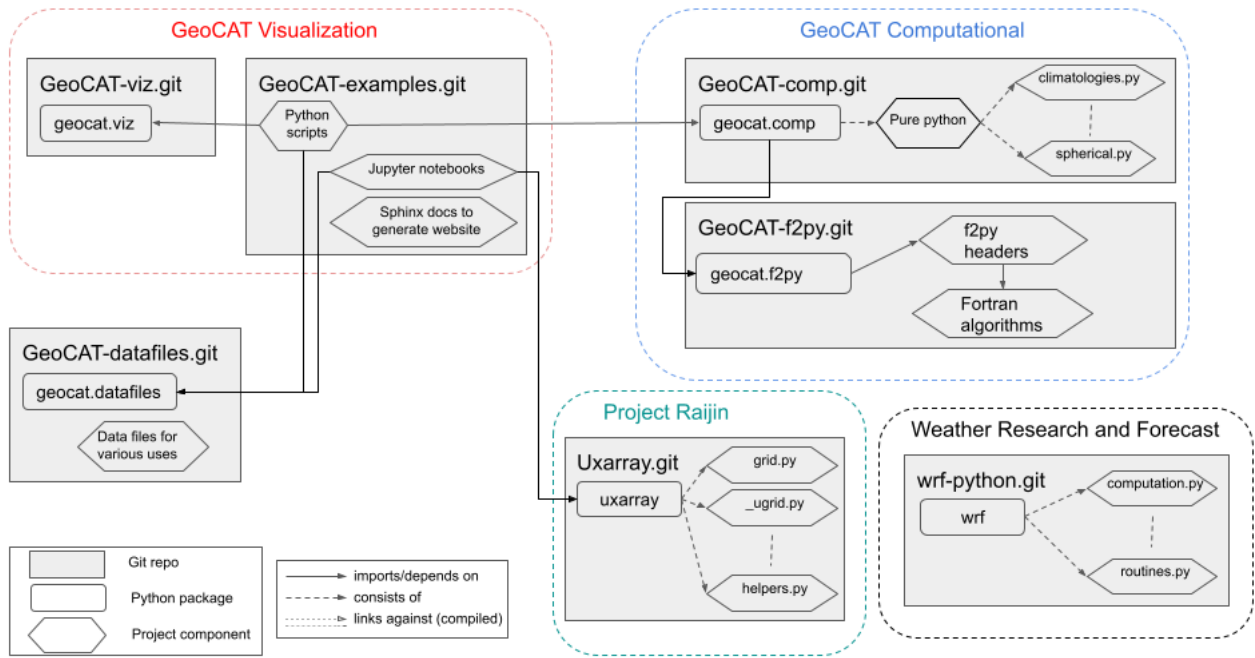 GeoCAT Visualization
GeoCAT-viz.git
geocat.viz
GeoCAT-examples.git
Python
scripts
Jupyter notebooks
Sphinx docs to
generate website
GeoCAT Computational
GeoCAT-comp.git
geocat.comp
Pure python
climatologies.py
spherical.py
GeoCAT-f2py.git
geocat.f2py
f2py
headers
Fortran
algorithms
GeoCAT-datafiles.git
geocat.datafiles
Data files for
various uses
Project Raijin
Uxarray.git
uxarray
grid.py
_ugrid.py
helpers.py
Weather Research and Forecast
wrf-python.git
wrf
computation.py
routines.py
Git repo
Python package
Project component
imports/depends on
consists of
links against (compiled)